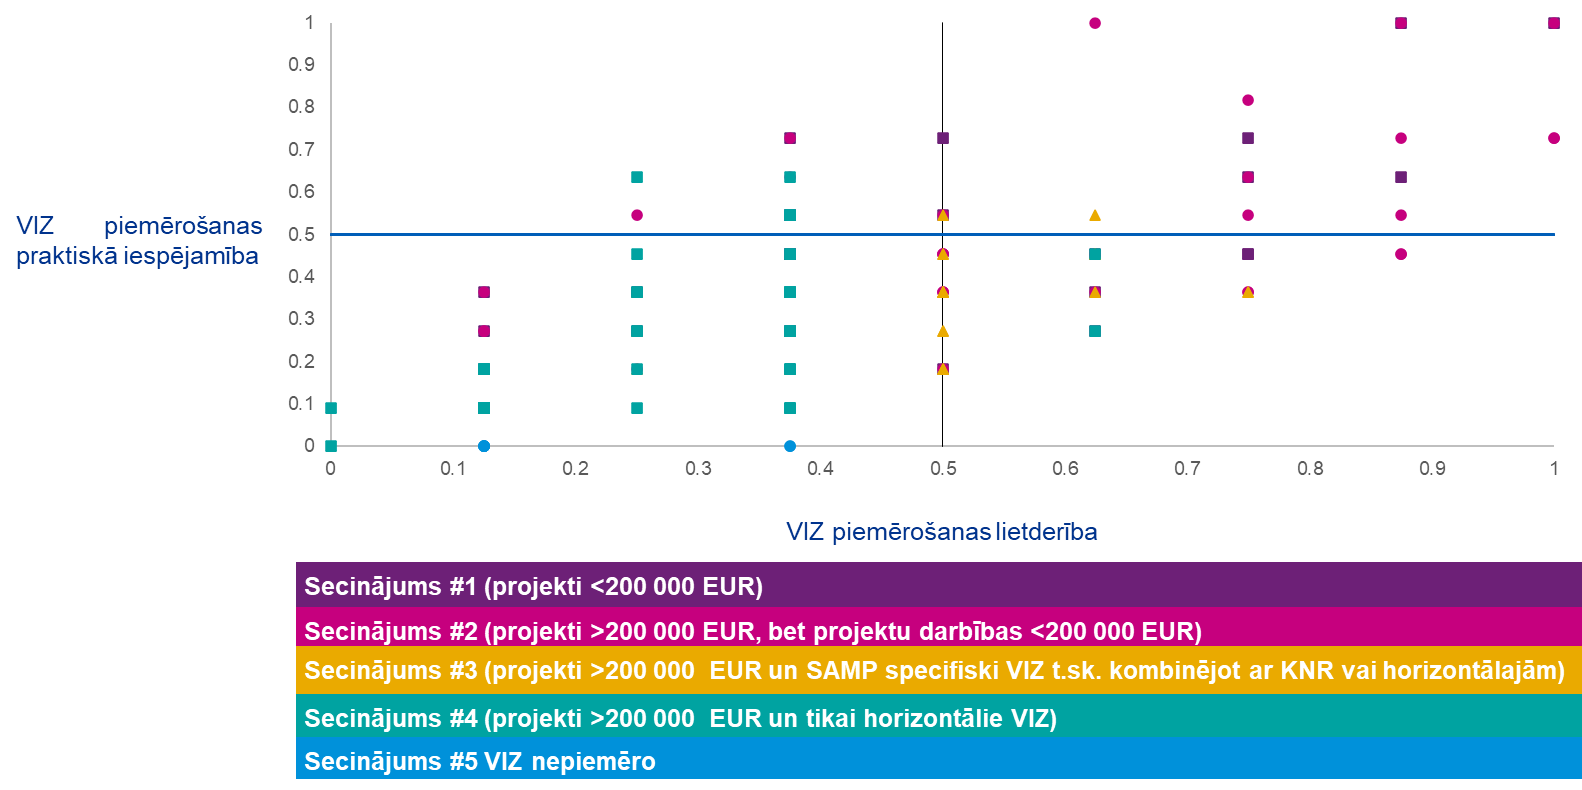 1
0.9
0.8
0.7
0.6
0.5
0.4
0.3
0.2
0.1
0
VIZ piemērošanas
praktiskā iespējamība
0 0.1 0.2 0.3 0.4 0.5 0.6 0.7 0.8 0.9 1
VIZ piemērošanas lietderība
Secinājums #1 (projekti <200 000 EUR)
Secinājums #2 (projekti >200 000 EUR, bet projektu darbības <200 000 EUR)
Secinājums #3 (projekti >200 000 EUR un SAMP specifiski VIZ t.sk. kombinējot ar KNR vai horizontālajām)
Secinājums #4 (projekti >200 000 EUR un tikai horizontālie VIZ)
Secinājums #5 VIZ nepiemēro